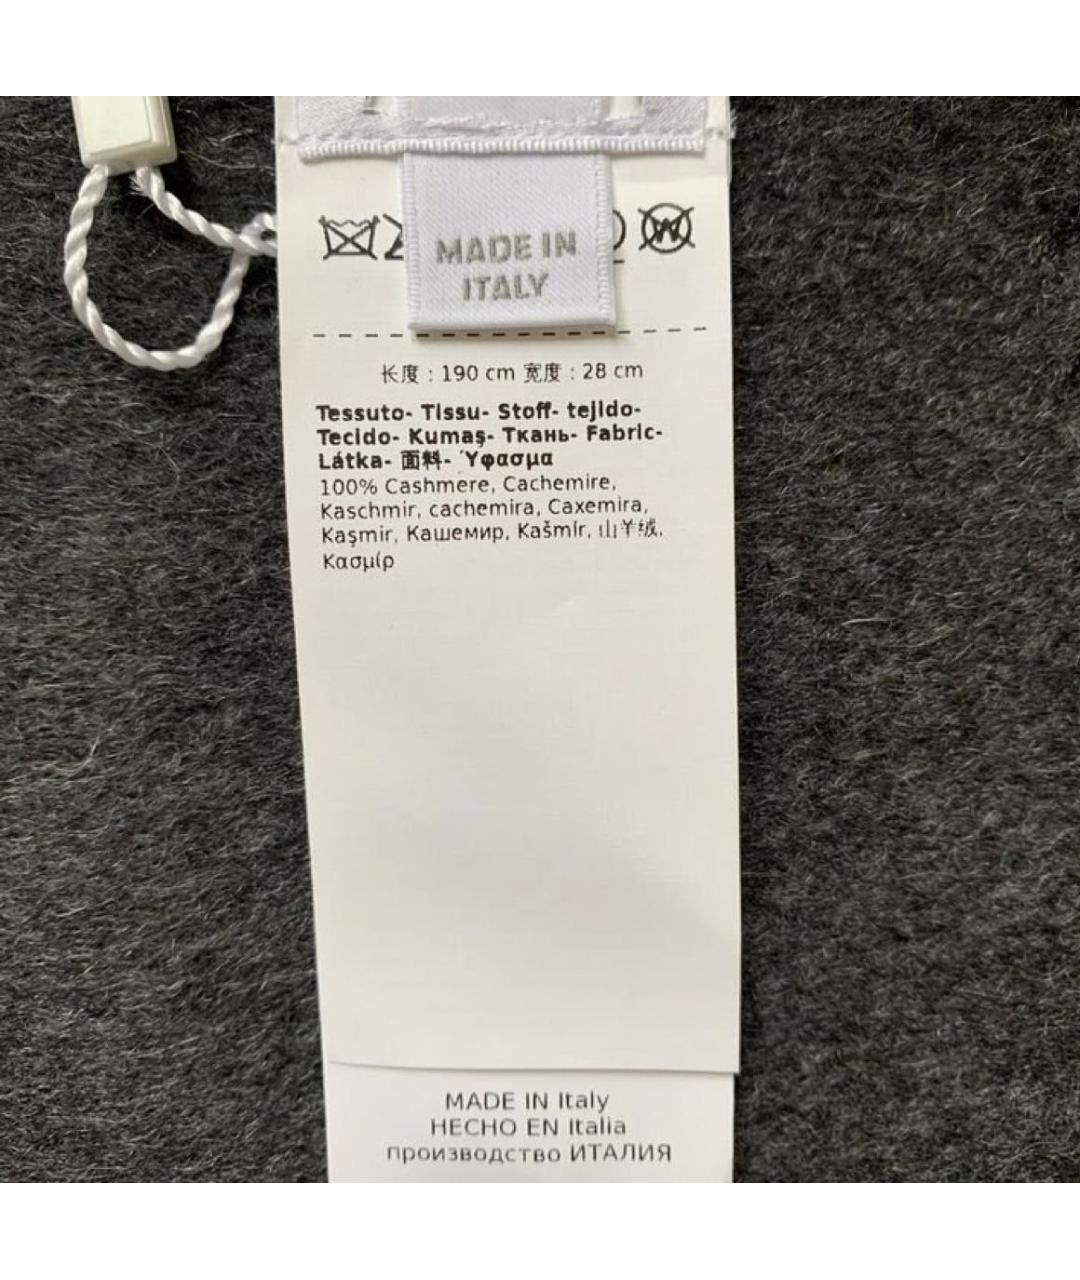 MADE IN
ITALY
长度 : 190 cm 宽度 : 28 cm
Tessuto- Tissu- Stoff- tejido-
Tecido- Kumaş- Ткань- Fabric-
Látka- 面料- Ύφασμα
100% Cashmere, Cachemire,
Kaschmir, cachemira, Caxemira,
Kaşmir, Кашемир, Kašmír, 山羊绒,
Κασμίρ
MADE IN Italy
HECHO EN Italia
производство ИТАЛИЯ